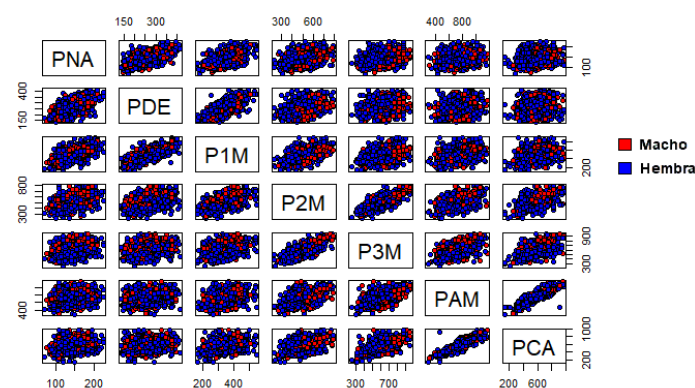 150 300 300 600 400 800
PNA 100
400 150 PDE
P1M 200
800 300 P2M
P3M 900 300
400 PAM
PCA 1000 200
100 200 200 400 300 700 200 600
Macho
Hembra